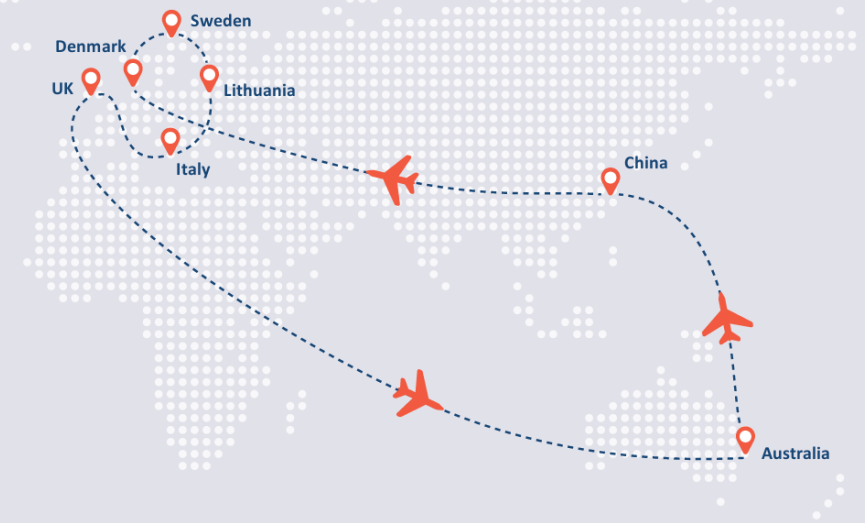 Sweden
Denmark
UK
Lithuania
Italy
China
Australia